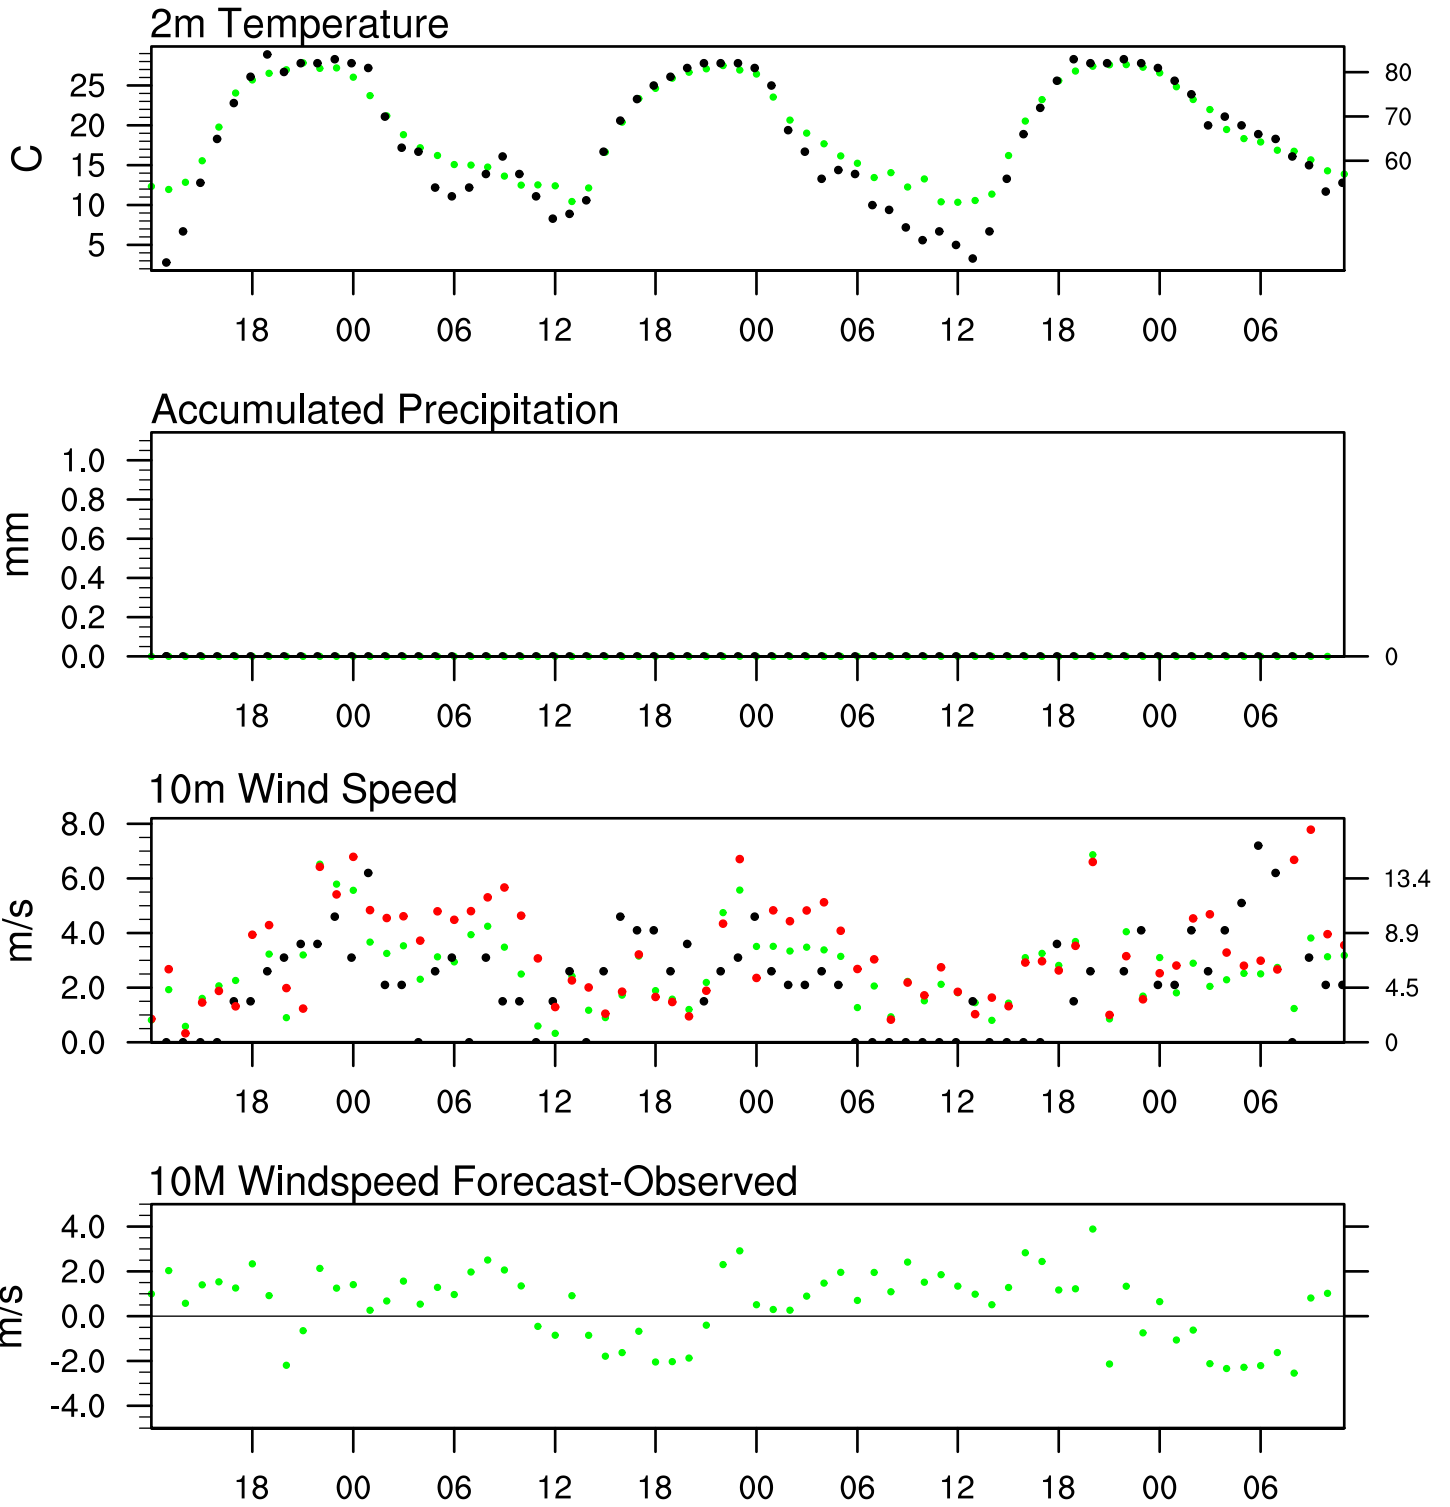 2m Temperature
C
25
20
15
10
5
80
70
60
18 00 06 12 18 00 06 12 18 00 06
Accumulated Precipitation
mm
1.0
0.8
0.6
0.4
0.2
0.0
0
18 00 06 12 18 00 06 12 18 00 06
10m Wind Speed
m/s
8.0
6.0
4.0
2.0
0.0
13.4
8.9
4.5
0
18 00 06 12 18 00 06 12 18 00 06
10M Windspeed Forecast-Observed
m/s
4.0
2.0
0.0
-2.0
-4.0
18 00 06 12 18 00 06 12 18 00 06